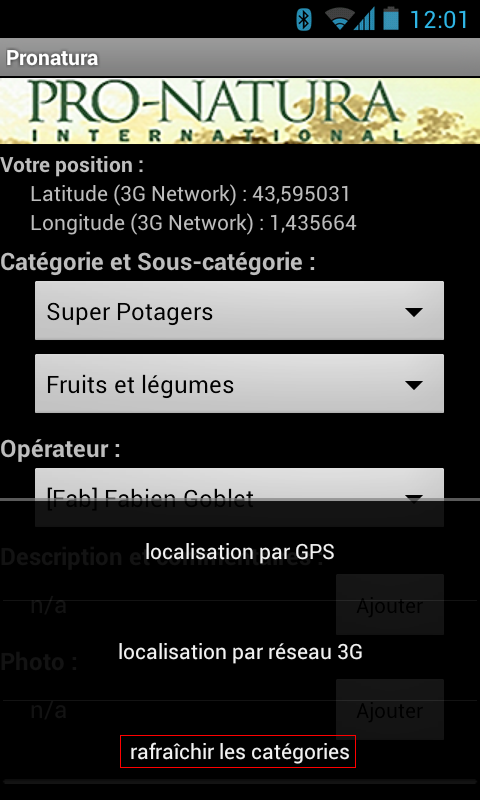 12:01
Pronatura
PRO-NATURA
INTERNATIONAL
Votre position :
Latitude (3G Network) : 43,595031
Longitude (3G Network) : 1,435664
Catégorie et Sous-catégorie :
Super Potagers
Fruits et légumes
Opérateur :
[Fab] Fabien Goblet
localisation par GPS
Description et commentaires :
n/a
Ajouter
localisation par réseau 3G
Photo :
n/a
Ajouter
rafraîchir les catégories